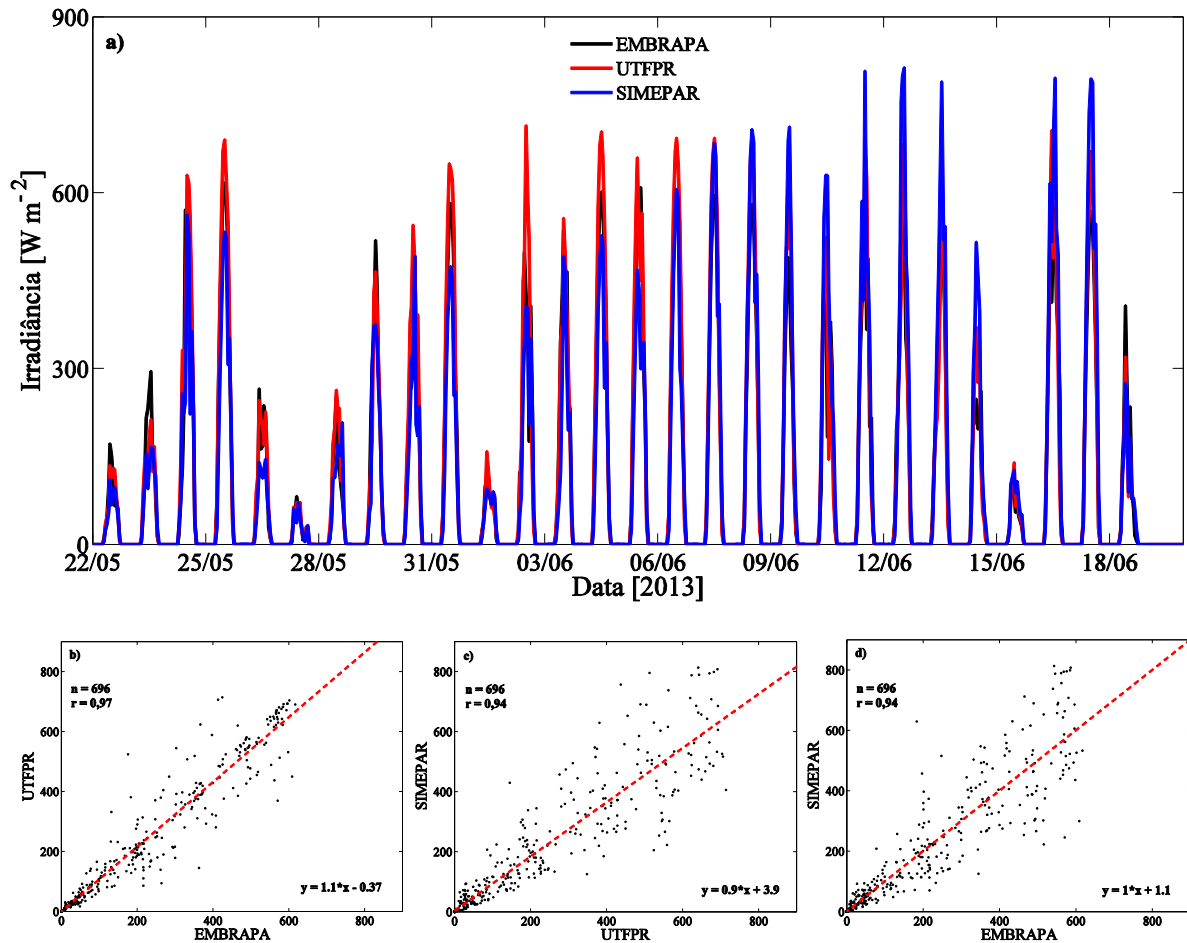 a)
EMBRAPA
UTFPR
SIMEPAR
900
600
300
0
Irradiância [W m⁻²]
22/05 25/05 28/05 31/05 03/06 06/06 09/06 12/06 15/06 18/06
Data [2013]
b)
n = 696
r = 0,97
800
600
400
200
0
UTFPR
y = 1.1*x - 0.37
0 200 400 600 800
EMBRAPA
c)
n = 696
r = 0,94
800
600
400
200
0
SIMEPAR
y = 0.9*x + 3.9
0 200 400 600 800
UTFPR
d)
n = 696
r = 0,94
800
600
400
200
0
SIMEPAR
y = 1*x + 1.1
0 200 400 600 800
EMBRAPA